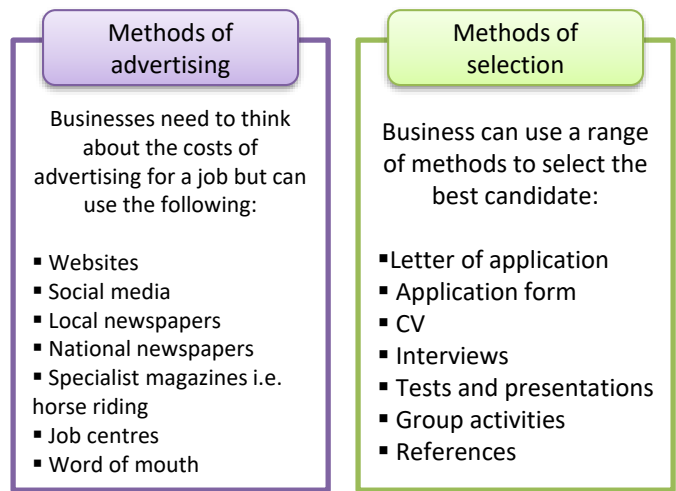 Methods of
advertising
Businesses need to think
about the costs of
advertising for a job but can
use the following:
▪ Websites
▪ Social media
▪ Local newspapers
▪ National newspapers
▪ Specialist magazines i.e.
horse riding
▪ Job centres
▪ Word of mouth
Methods of
selection
Business can use a range
of methods to select the
best candidate:
▪Letter of application
▪ Application form
▪ CV
▪ Interviews
▪ Tests and presentations
▪ Group activities
▪ References